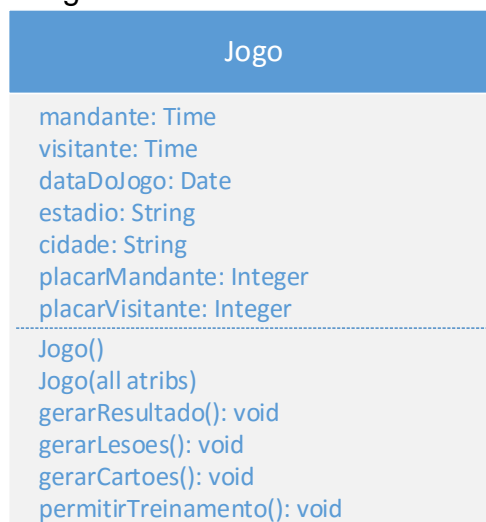 Jogo
mandante: Time
visitante: Time
dataDoJogo: Date
estadio: String
cidade: String
placarMandante: Integer
placarVisitante: Integer
Jogo()
Jogo(all atribs)
gerarResultado(): void
gerarLesoes(): void
gerarCartoes(): void
permitirTreinamento(): void